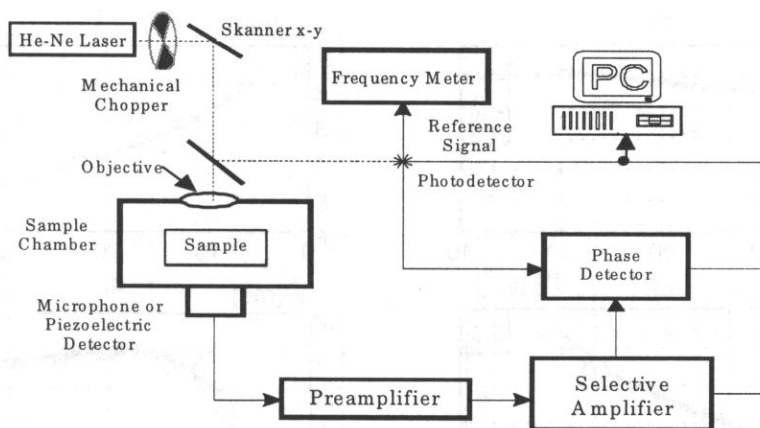 He-Ne Laser
Skanner x-y
Mechanical
Chopper
Frequency Meter
PC
Reference
Signal
Objective
Photodetector
Sample
Chamber
Sample
Phase
Detector
Microphone or
Piezoelectric
Detector
Preamplifier
Selective
Amplifier